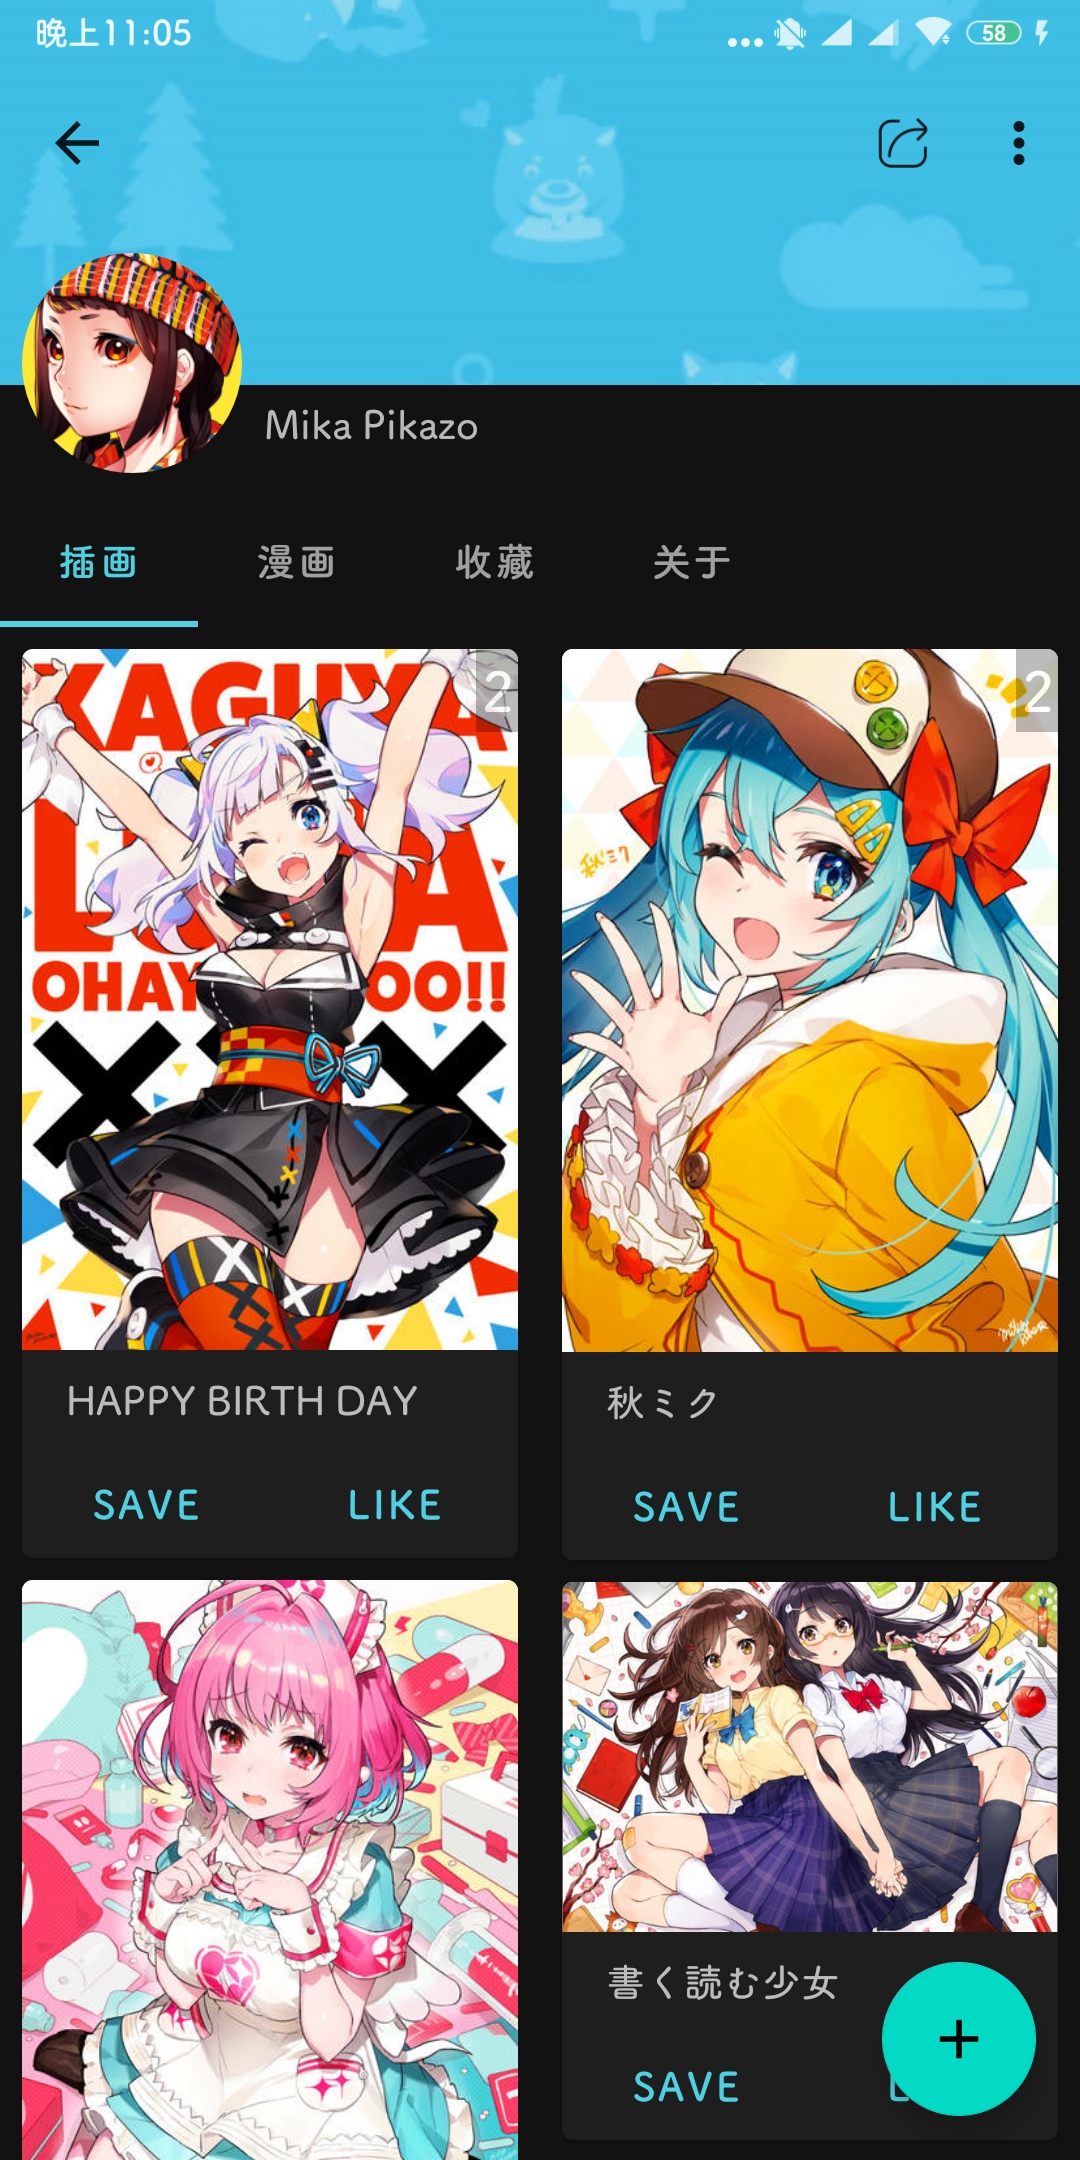 晚上11:05
58
Mika Pikazo
插画 漫画 收藏 关于
2
KAGUYA
LUNA
OHAY OO!!
HAPPY BIRTH DAY
SAVE LIKE
2
秋ミク
秋ミク
SAVE LIKE
書く読む少女
SAVE L